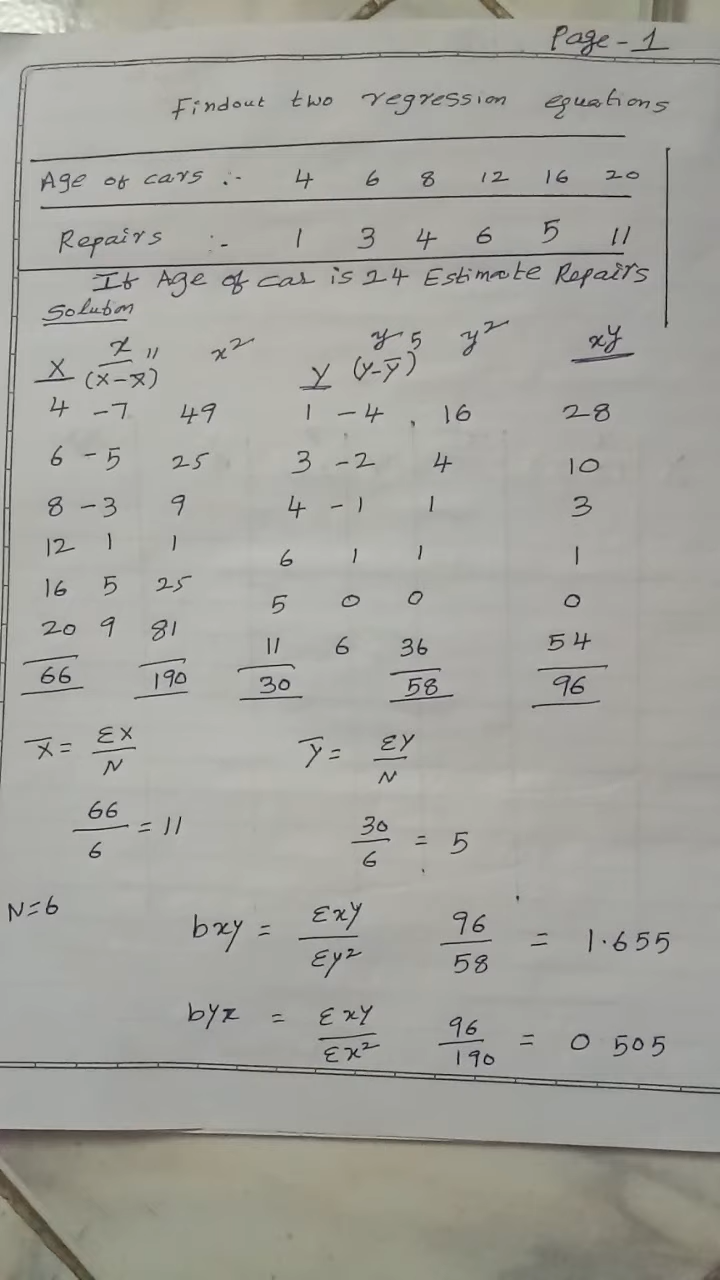 Page - 1
Findout two regression equations
Age of cars :- 4 6 8 12 16 20
Repairs :- 1 3 4 6 5 11
If Age of car is 24 Estimate Repairs
Solution
x 11 x² y 5 y² xy
X (X-X̄) Y (Y-Ȳ)
4 -7 49 1 -4 , 16 28
6 -5 25 3 -2 4 10
8 -3 9 4 -1 1 3
12 1 1 6 1 1 1
16 5 25 5 0 0 0
20 9 81 11 6 36 54
66 190 30 58 96
X̄ = ΣX/N Ȳ = ΣY/N
66/6 = 11 30/6 = 5
N=6
bxy = Σxy/Σy² 96/58 = 1.655
byx = Σxy/Σx² 96/190 = 0 505